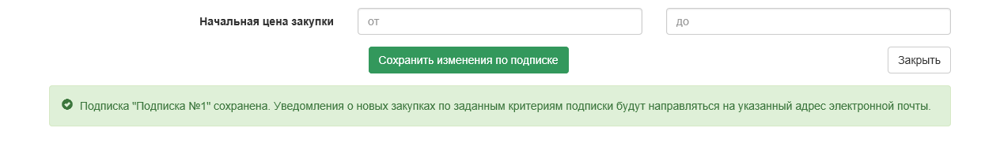 Начальная цена закупки от до
Сохранить изменения по подписке Закрыть
Подписка "Подписка №1" сохранена. Уведомления о новых закупках по заданным критериям подписки будут направляться на указанный адрес электронной почты.